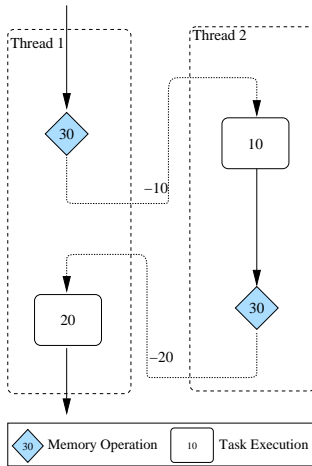 Thread 1
Thread 2
30
10
–10
20
30
–20
30 Memory Operation 10 Task Execution